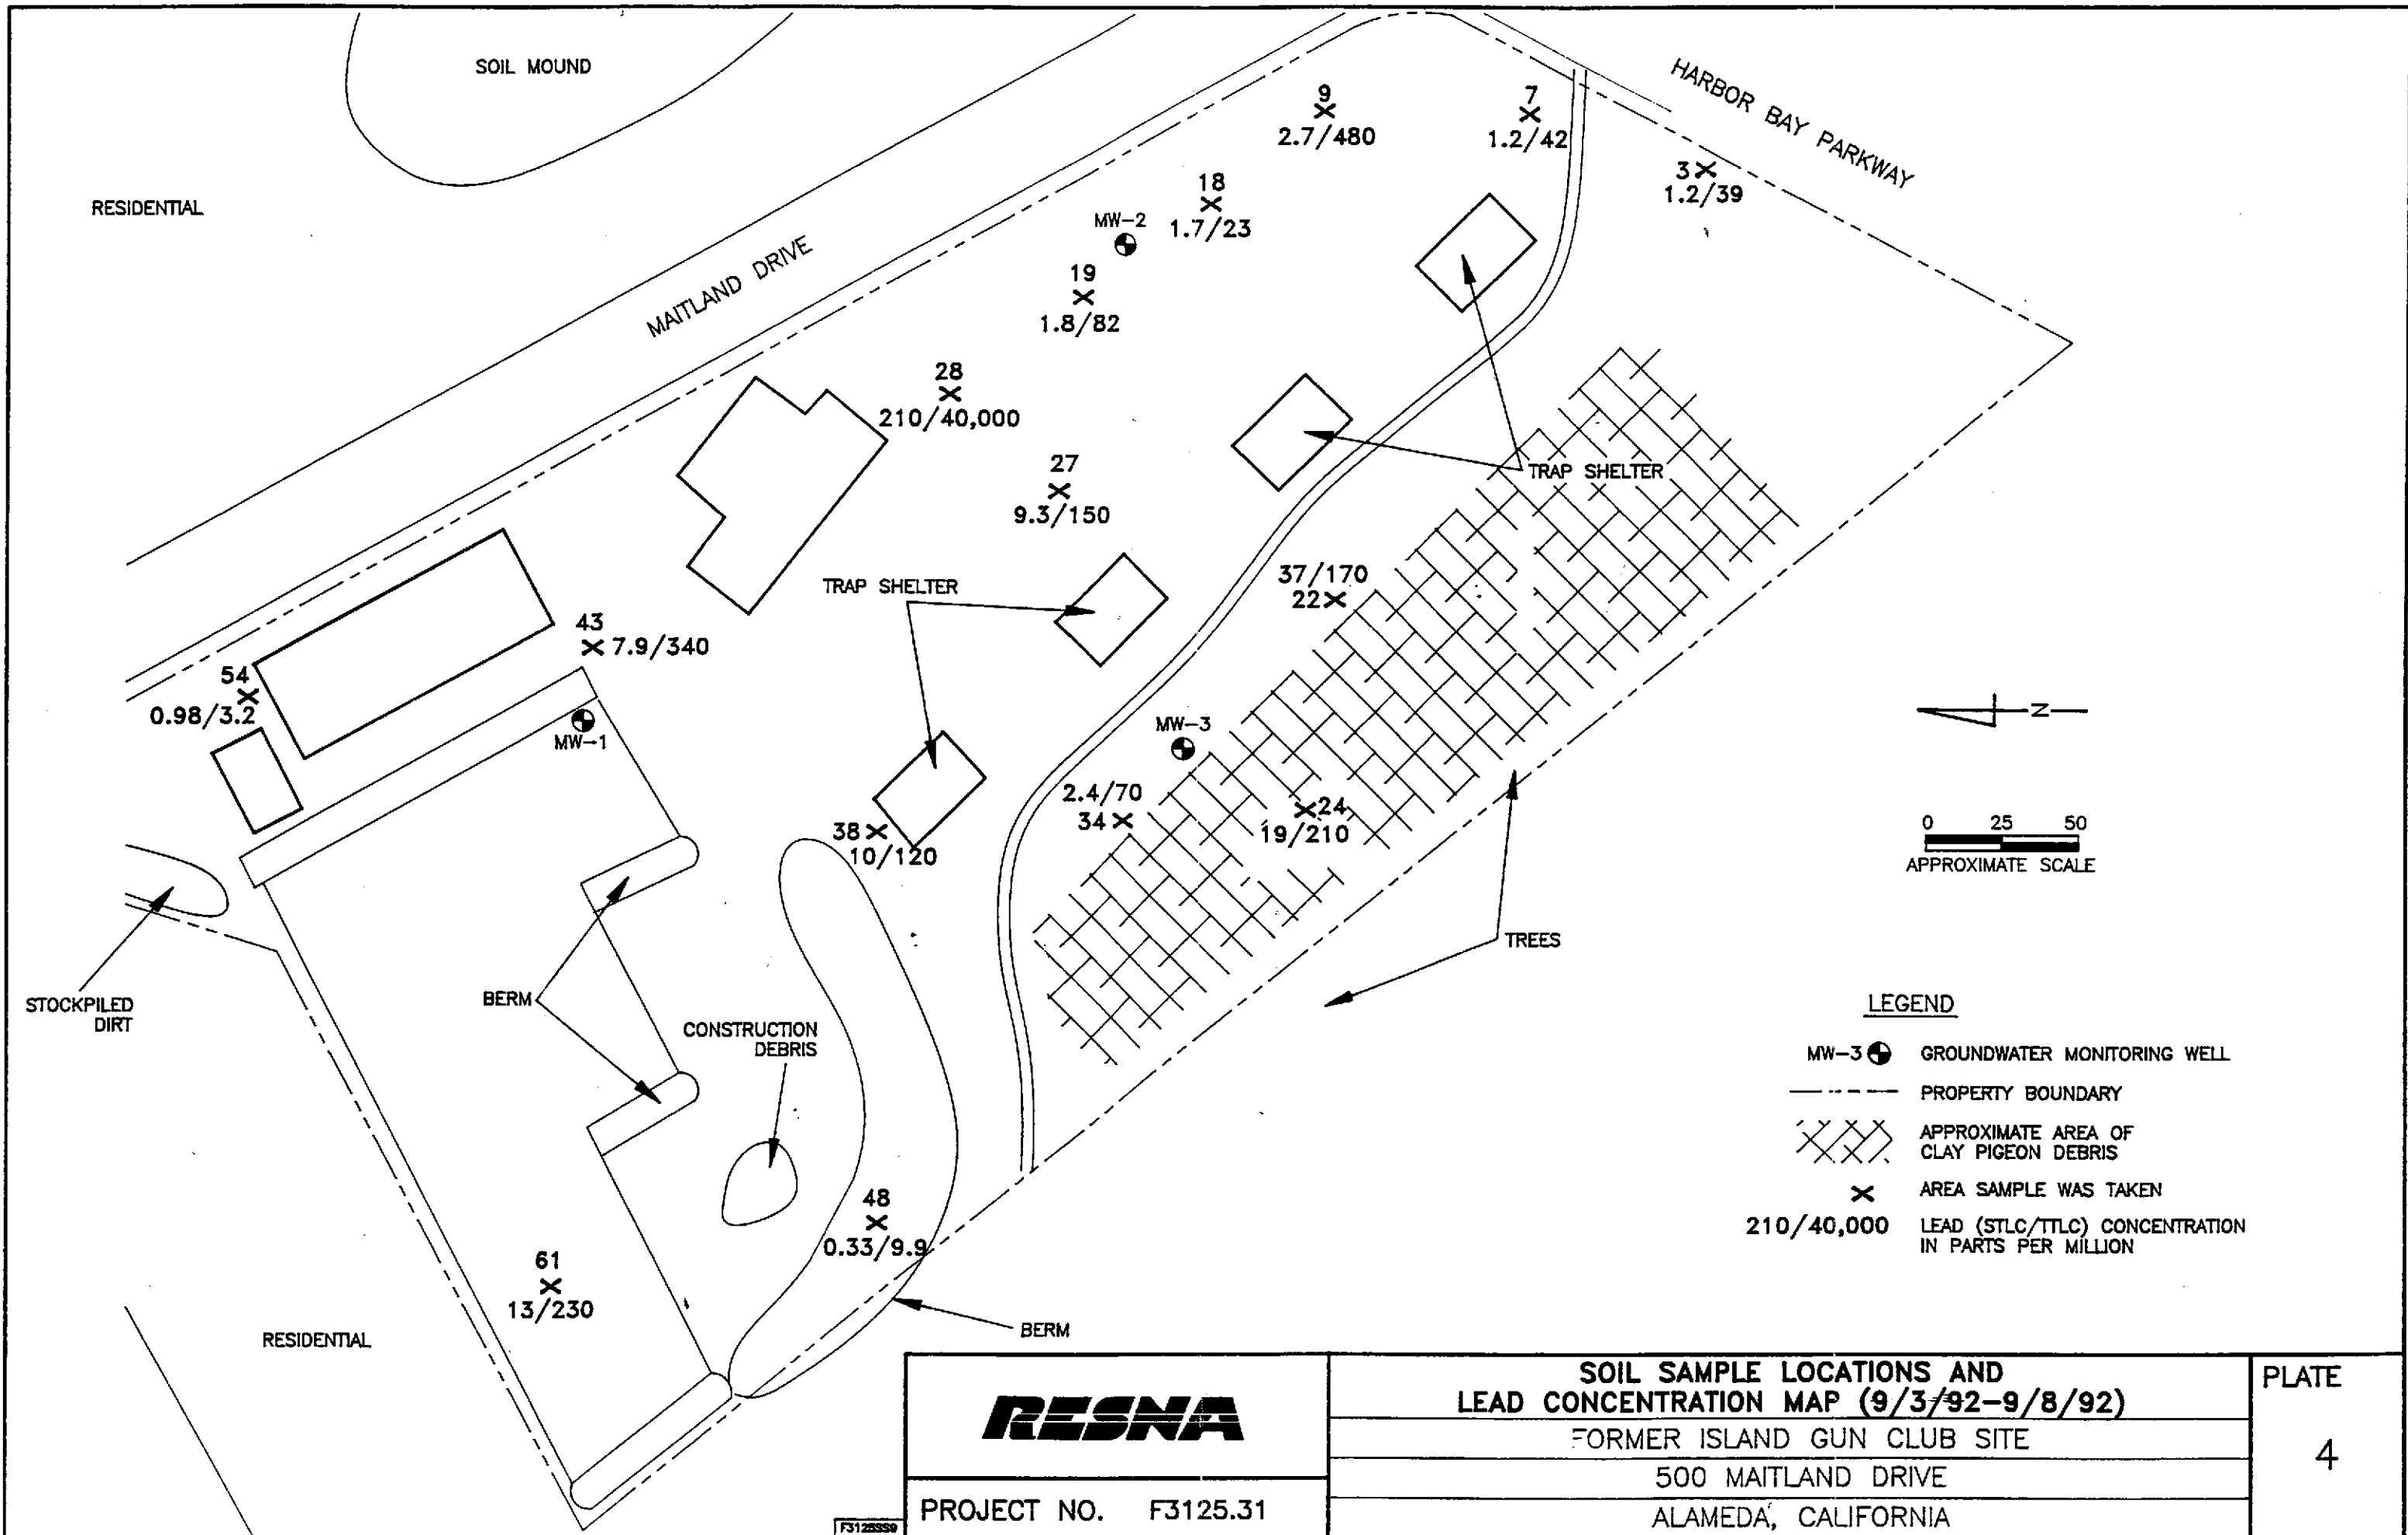 SOIL MOUND
RESIDENTIAL
MAITLAND DRIVE
HARBOR BAY PARKWAY
9
2.7/480
7
1.2/42
3
1.2/39
18
1.7/23
MW-2
19
1.8/82
28
210/40,000
27
9.3/150
TRAP SHELTER
TRAP SHELTER
37/170
22
43
7.9/340
54
0.98/3.2
MW-1
MW-3
2.4/70
34
24
19/210
38
10/120
N
0 25 50
APPROXIMATE SCALE
TREES
STOCKPILED
DIRT
BERM
CONSTRUCTION
DEBRIS
48
0.33/9.9
61
13/230
BERM
RESIDENTIAL
LEGEND
MW-3 GROUNDWATER MONITORING WELL
PROPERTY BOUNDARY
APPROXIMATE AREA OF
CLAY PIGEON DEBRIS
AREA SAMPLE WAS TAKEN
210/40,000 LEAD (STLC/TTLC) CONCENTRATION
IN PARTS PER MILLION
RESNA
PROJECT NO. F3125.31
SOIL SAMPLE LOCATIONS AND
LEAD CONCENTRATION MAP (9/3/92-9/8/92)
FORMER ISLAND GUN CLUB SITE
500 MAITLAND DRIVE
ALAMEDA, CALIFORNIA
PLATE
4